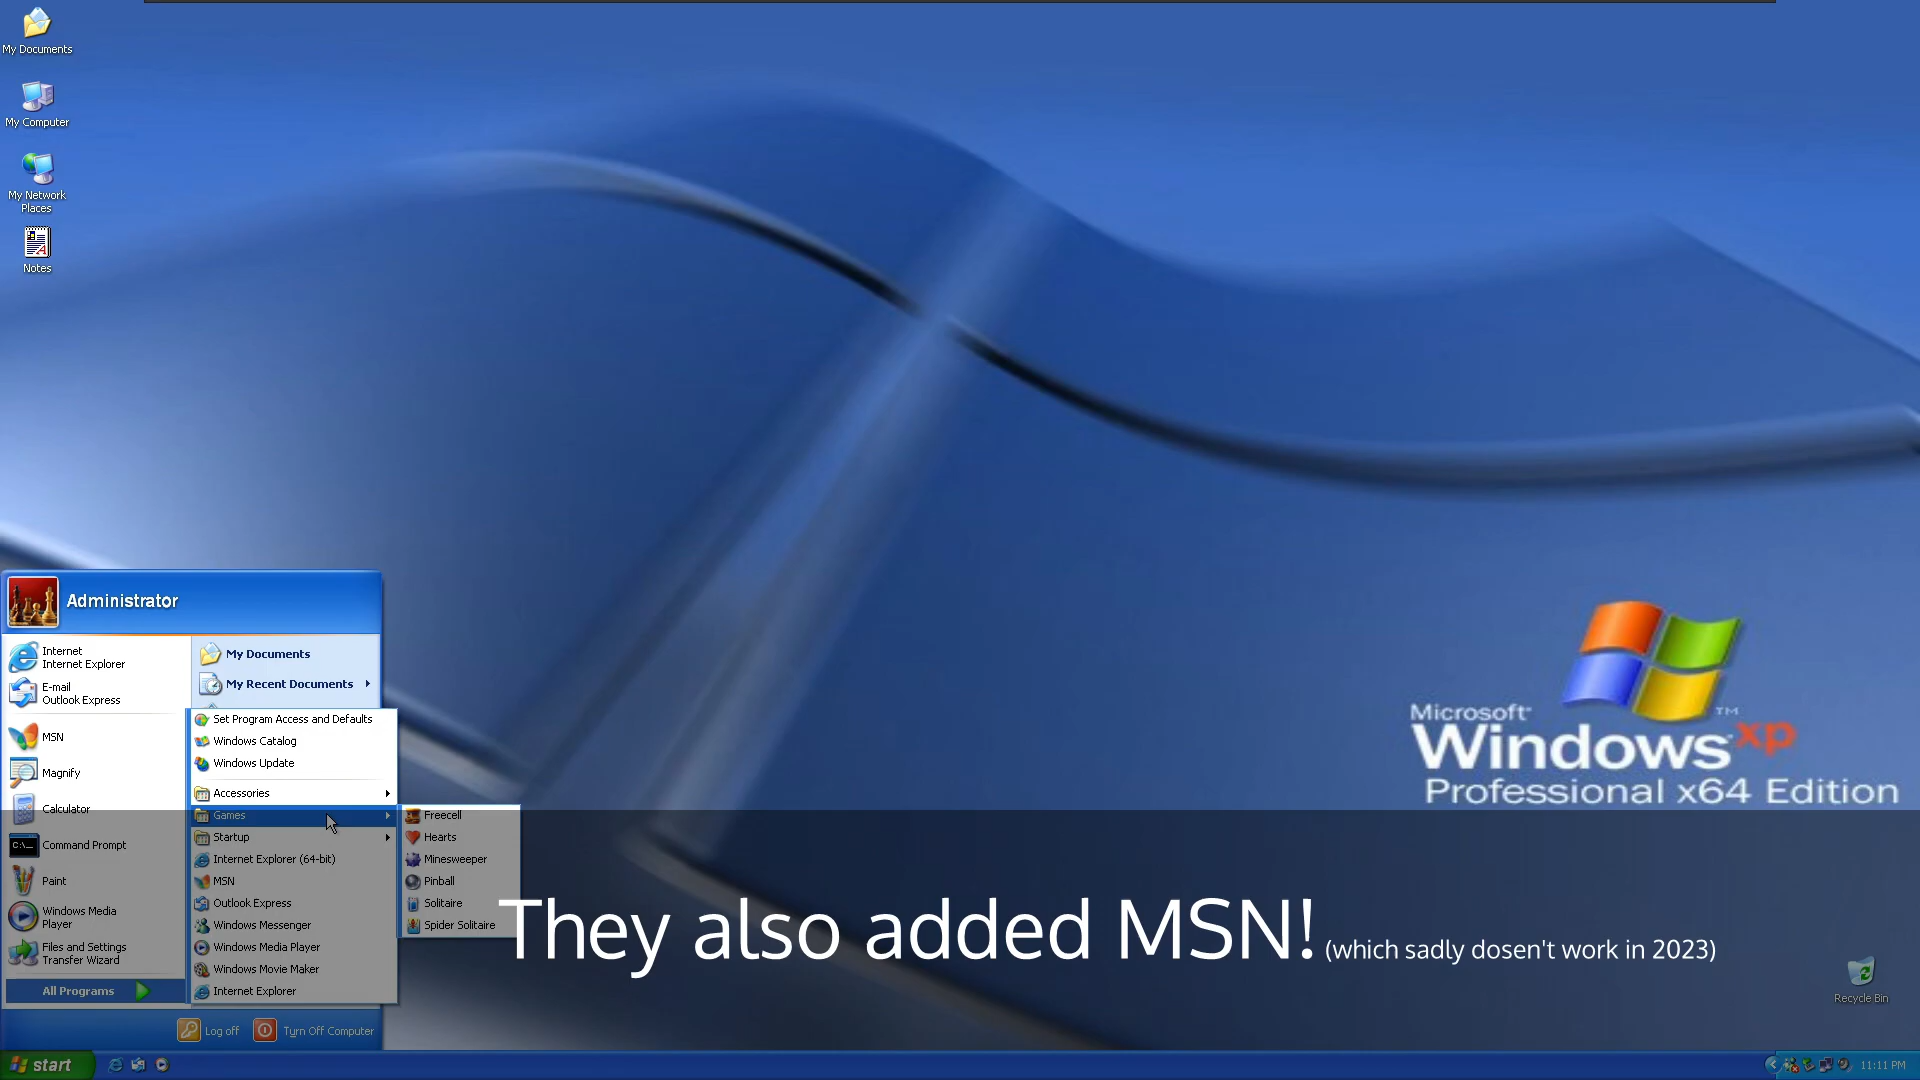 My Documents
My Computer
My Network
Places
Notes
Administrator
Internet
Internet Explorer
E-mail
Outlook Express
MSN
Magnify
Calculator
Command Prompt
Paint
Windows Media
Player
Files and Settings
Transfer Wizard
All Programs
My Documents
My Recent Documents
Set Program Access and Defaults
Windows Catalog
Windows Update
Accessories
Games
Startup
Internet Explorer (64-bit)
MSN
Outlook Express
Windows Messenger
Windows Media Player
Windows Movie Maker
Internet Explorer
Freecell
Hearts
Minesweeper
Pinball
Solitaire
Spider Solitaire
Log off
Turn Off Computer
Microsoft®
Windows xp™
Professional x64 Edition
They also added MSN! (which sadly dosen't work in 2023)
Recycle Bin
start
11:11 PM